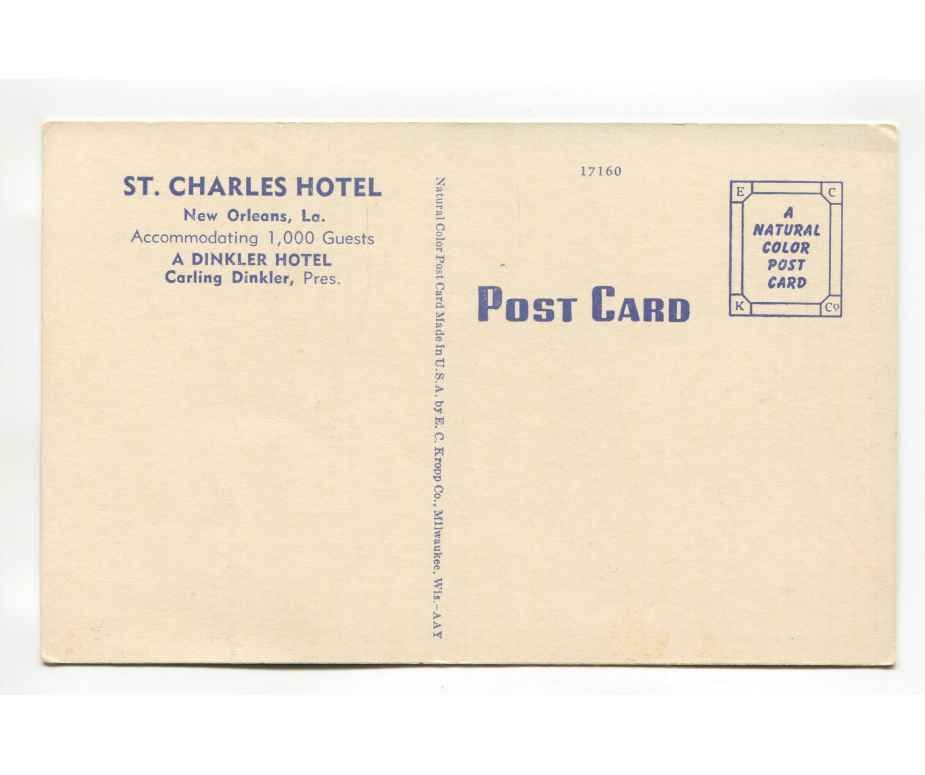 ST. CHARLES HOTEL
New Orleans, La.
Accommodating 1,000 Guests
A DINKLER HOTEL
Carling Dinkler, Pres.
Natural Color Post Card Made in U.S.A. by E. C. Kropp Co., Milwaukee, Wis.-AAY
17160
POST CARD
E C
A
NATURAL
COLOR
POST
CARD
K Co